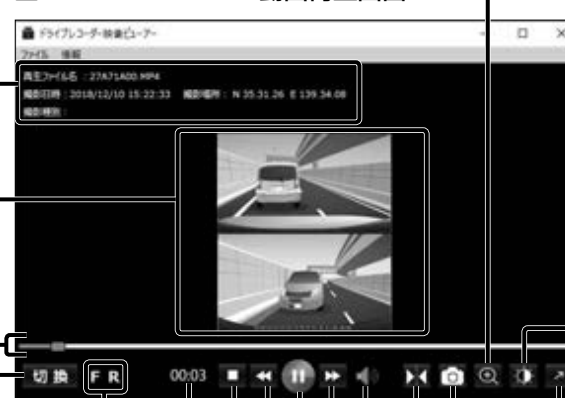 ドライブレコーダー映像ビューアー
ファイル 情報
再生ファイル名 : 27A71A00.MP4
撮影日時 : 2018/12/10 15:22:33 撮影場所 : N 35.31.26 E 139.34.08
撮影種別 :
切換 F R 00:03